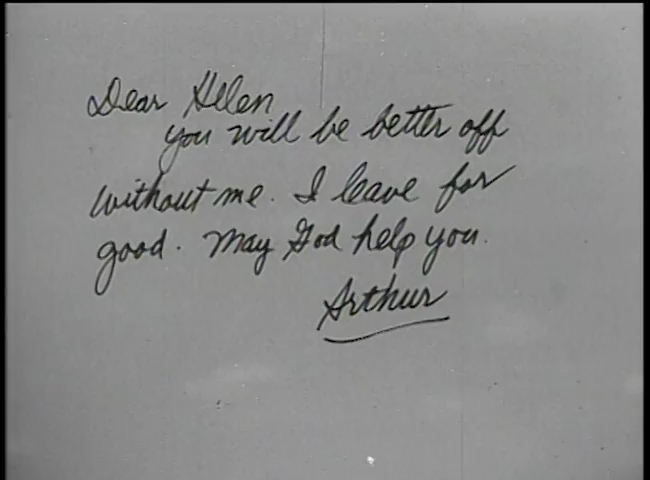 Dear Helen
you will be better off
without me. I leave for
good. May God help you.
Arthur